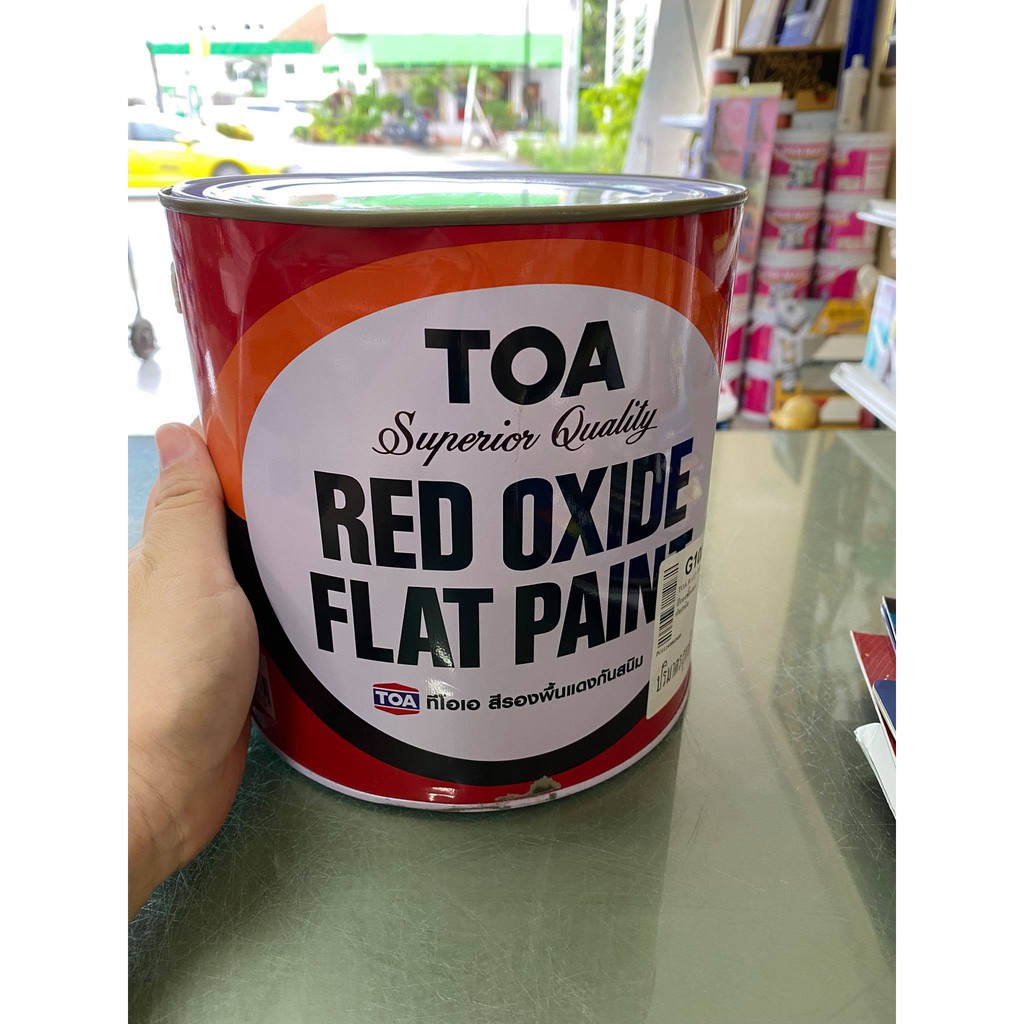 TOA
Superior Quality
RED OXIDE
FLAT PAINT
TOA ทีโอเอ สีรองพื้นแดงกันสนิม